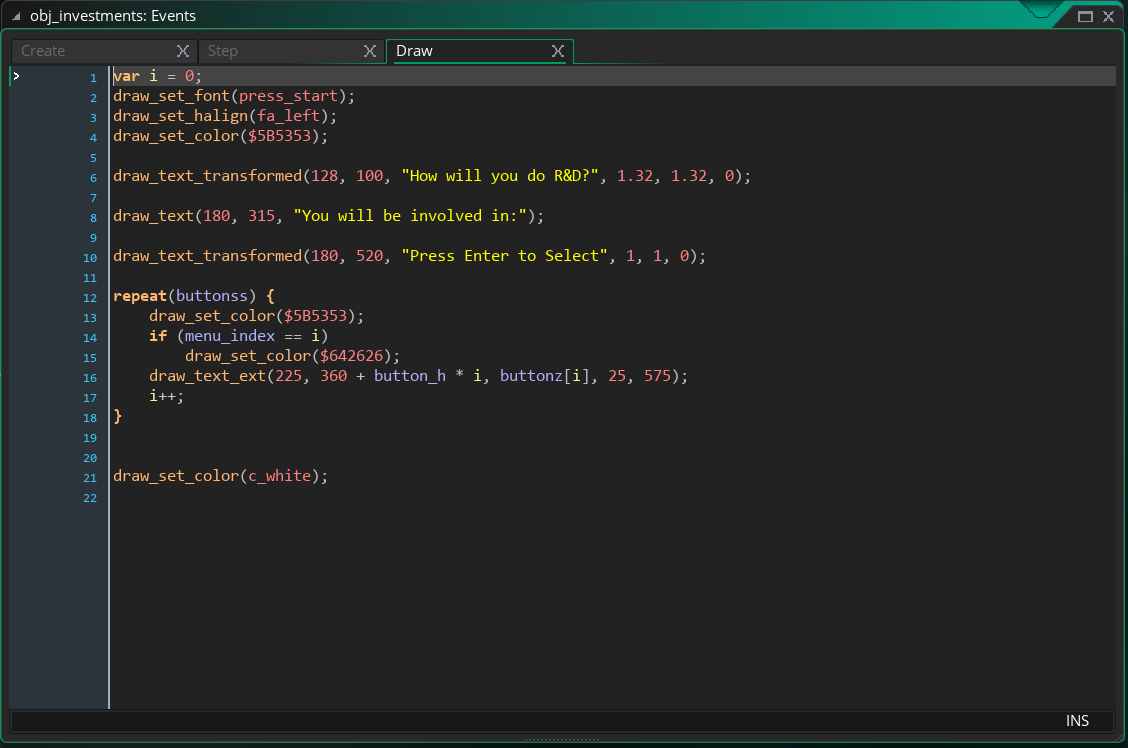 obj_investments: Events
Create
Step
Draw
1 var i = 0;
2 draw_set_font(press_start);
3 draw_set_halign(fa_left);
4 draw_set_color($5B5353);
5
6 draw_text_transformed(128, 100, "How will you do R&D?", 1.32, 1.32, 0);
7
8 draw_text(180, 315, "You will be involved in:");
9
10 draw_text_transformed(180, 520, "Press Enter to Select", 1, 1, 0);
11
12 repeat(buttonss) {
13     draw_set_color($5B5353);
14     if (menu_index == i)
15         draw_set_color($642626);
16     draw_text_ext(225, 360 + button_h * i, buttonz[i], 25, 575);
17     i++;
18 }
19
20
21 draw_set_color(c_white);
22
INS